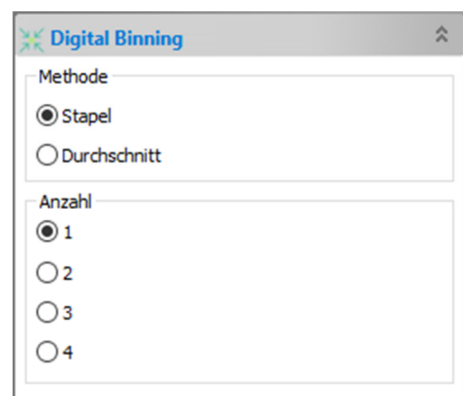 Digital Binning
Methode
Stapel
Durchschnitt
Anzahl
1
2
3
4